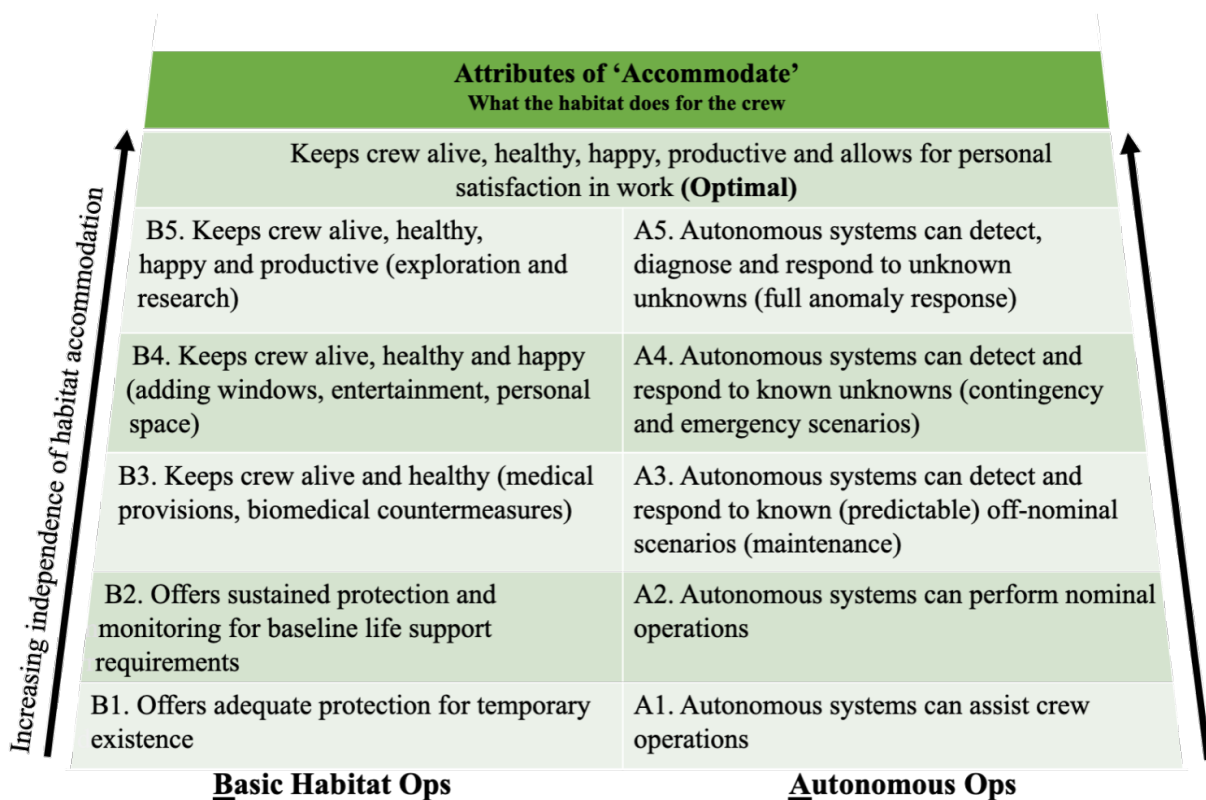 Attributes of ‘Accommodate’
What the habitat does for the crew
Keeps crew alive, healthy, happy, productive and allows for personal
satisfaction in work (Optimal)
B5. Keeps crew alive, healthy,
happy and productive (exploration and
research)
A5. Autonomous systems can detect,
diagnose and respond to unknown
unknowns (full anomaly response)
B4. Keeps crew alive, healthy and happy
(adding windows, entertainment, personal
space)
A4. Autonomous systems can detect and
respond to known unknowns (contingency
and emergency scenarios)
B3. Keeps crew alive and healthy (medical
provisions, biomedical countermeasures)
A3. Autonomous systems can detect and
respond to known (predictable) off-nominal
scenarios (maintenance)
B2. Offers sustained protection and
monitoring for baseline life support
requirements
A2. Autonomous systems can perform nominal
operations
B1. Offers adequate protection for temporary
existence
A1. Autonomous systems can assist crew
operations
Basic Habitat Ops
Autonomous Ops
Increasing independence of habitat accommodation